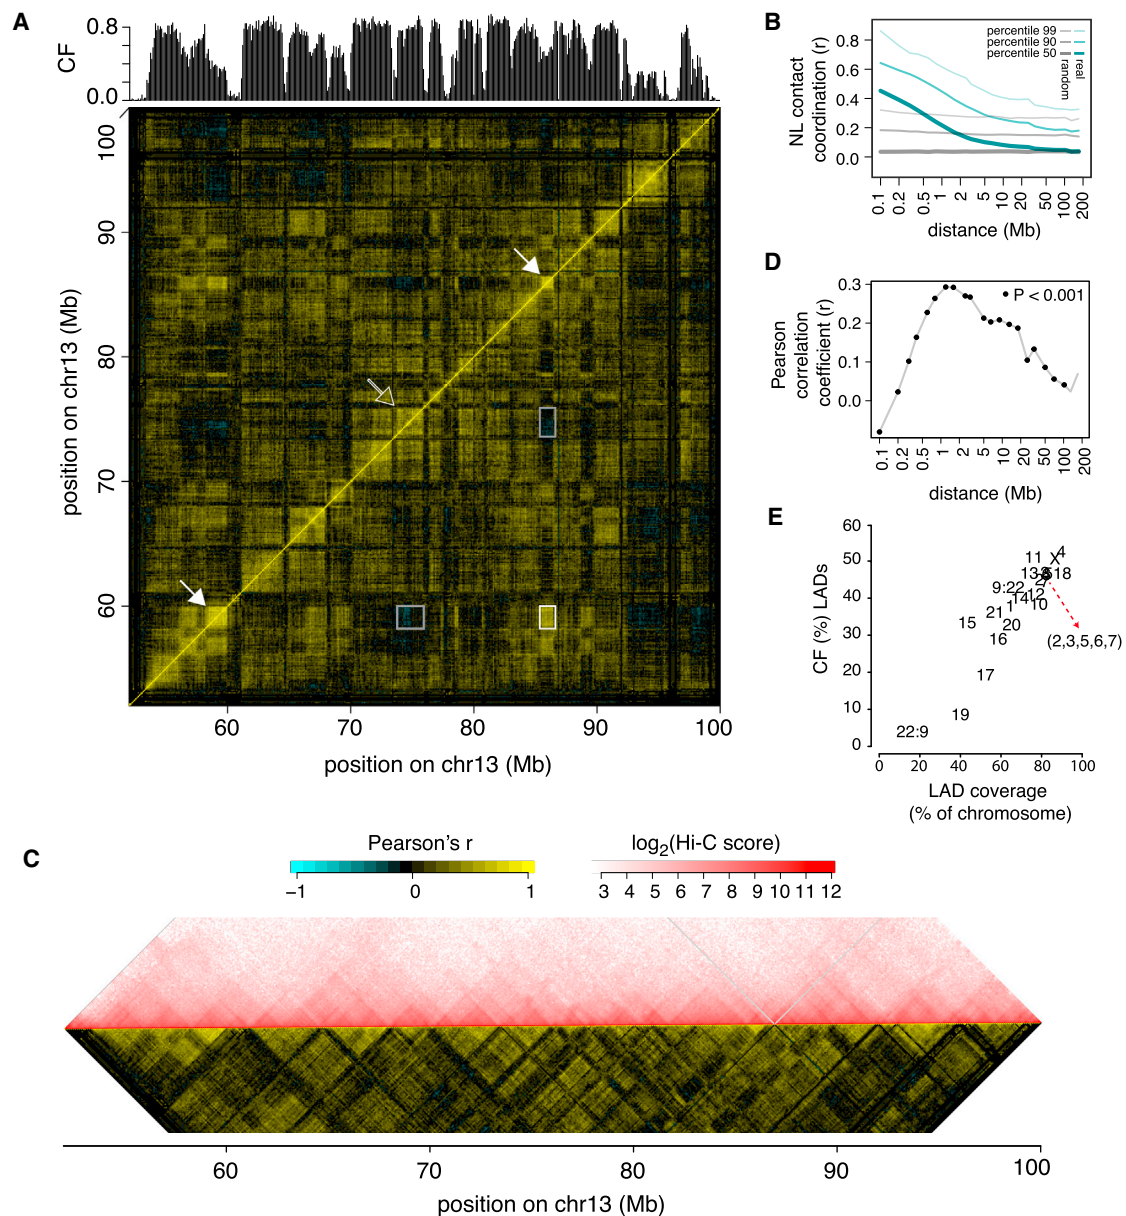 A
CF
0.8
0.0
position on chr13 (Mb)
100
90
80
70
60
60
70
80
90
100
position on chr13 (Mb)
B
NL contact
coordination (r)
0.8
0.6
0.4
0.2
0.0
percentile 99
percentile 90
percentile 50
random
real
0.1
0.2
0.5
1
2
5
10
20
50
100
200
distance (Mb)
D
Pearson
correlation
coefficient (r)
0.3
0.2
0.1
0.0
P < 0.001
0.1
0.2
0.5
1
2
5
10
20
50
100
200
distance (Mb)
E
CF (%) LADs
60
50
40
30
20
10
0
11
4
X
13
8
18
9:22
2
7
12
14
10
1
21
20
15
16
(2,3,5,6,7)
17
19
22:9
0
20
40
60
80
100
LAD coverage
(% of chromosome)
C
Pearson's r
−1
0
1
log2(Hi-C score)
3 4 5 6 7 8 9 10 11 12
60
70
80
90
100
position on chr13 (Mb)